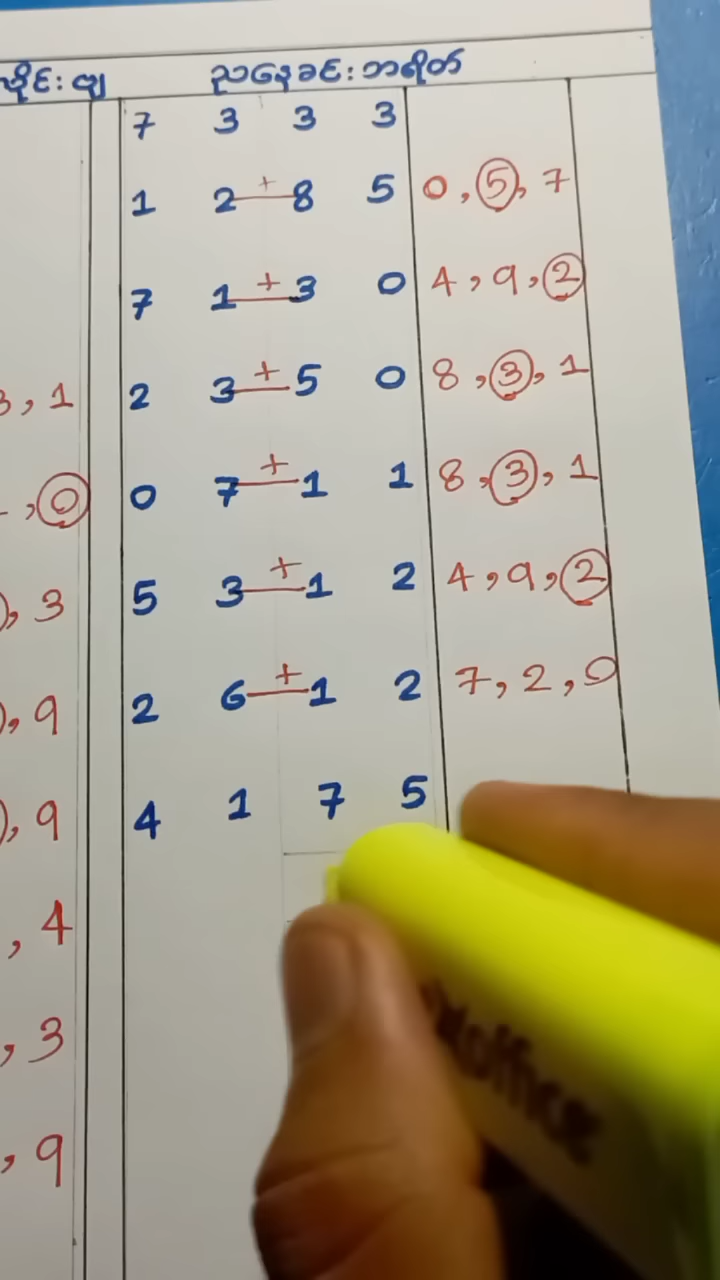 ညနေခင်း ဘရိတ်
7 3 3 3
1 2 + 8 5 0, 5, 7
7 1 + 3 0 4, 9, 2
3, 1 2 3 + 5 0 8, 3, 1
, 0 0 7 + 1 1 8, 3, 1
, 3 5 3 + 1 2 4, 9, 2
, 9 2 6 + 1 2 7, 2, 0
, 9 4 1 7 5
, 4
, 3
, 9
office